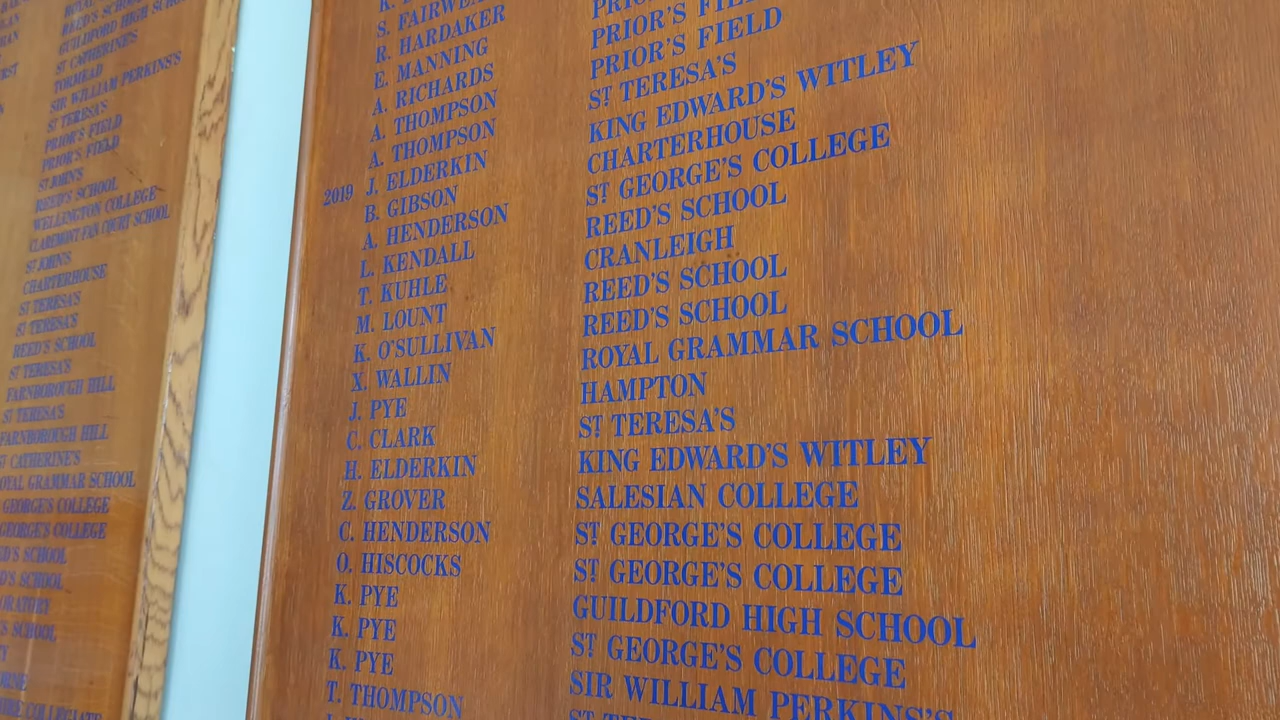 GUILDFORD HIGH SCHOOL
ST CATHERINE'S
TORMEAD
SIR WILLIAM PERKINS'S
ST TERESA'S
PRIOR'S FIELD
PRIOR'S FIELD
ST JOHN'S
REED'S SCHOOL
WELLINGTON COLLEGE
CLAREMONT FAN COURT SCHOOL
ST JOHN'S
CHARTERHOUSE
ST TERESA'S
ST TERESA'S
REED'S SCHOOL
ST TERESA'S
FARNBOROUGH HILL
ST TERESA'S
FARNBOROUGH HILL
ST CATHERINE'S
ROYAL GRAMMAR SCHOOL
GEORGE'S COLLEGE
GEORGE'S COLLEGE
SCHOOL
SCHOOL
SCHOOL
R. HARDAKER
E. MANNING PRIOR'S
A. RICHARDS PRIOR'S FIELD
A. THOMPSON PRIOR'S FIELD
A. THOMPSON ST TERESA'S
2019 J. ELDERKIN KING EDWARD'S WITLEY
B. GIBSON CHARTERHOUSE
A. HENDERSON ST GEORGE'S COLLEGE
L. KENDALL REED'S SCHOOL
T. KUHLE CRANLEIGH
M. LOUNT REED'S SCHOOL
K. O'SULLIVAN REED'S SCHOOL
X. WALLIN ROYAL GRAMMAR SCHOOL
J. PYE HAMPTON
C. CLARK ST TERESA'S
H. ELDERKIN KING EDWARD'S WITLEY
Z. GROVER SALESIAN COLLEGE
C. HENDERSON ST GEORGE'S COLLEGE
O. HISCOCKS ST GEORGE'S COLLEGE
K. PYE GUILDFORD HIGH SCHOOL
K. PYE ST GEORGE'S COLLEGE
K. PYE SIR WILLIAM PERKINS'S
T. THOMPSON ST